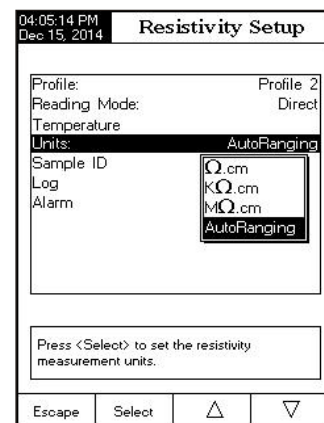 04:05:14 PM
Dec 15, 2014
Resistivity Setup
Profile: Profile 2
Reading Mode: Direct
Temperature
Units: AutoRanging
Sample ID
Log
Alarm
Ω.cm
KΩ.cm
MΩ.cm
AutoRanging
Press <Select> to set the resistivity
measurement units.
Escape Select △ ▽